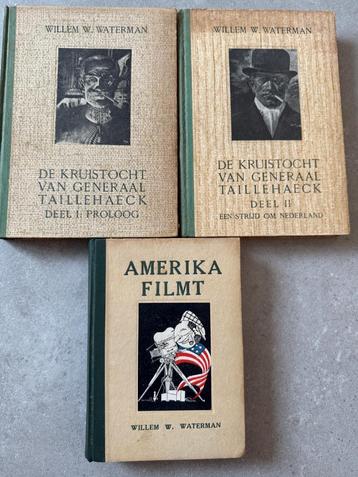 WILLEM W. WATERMAN
DE KRUISTOCHT
VAN GENERAAL
TAILLEHAECK
DEEL I: PROLOOG
WILLEM W. WATERMAN
DE KRUISTOCHT
VAN GENERAAL
TAILLEHAECK
DEEL II
EEN STRIJD OM NEDERLAND
AMERIKA
FILMT
WILLEM W. WATERMAN